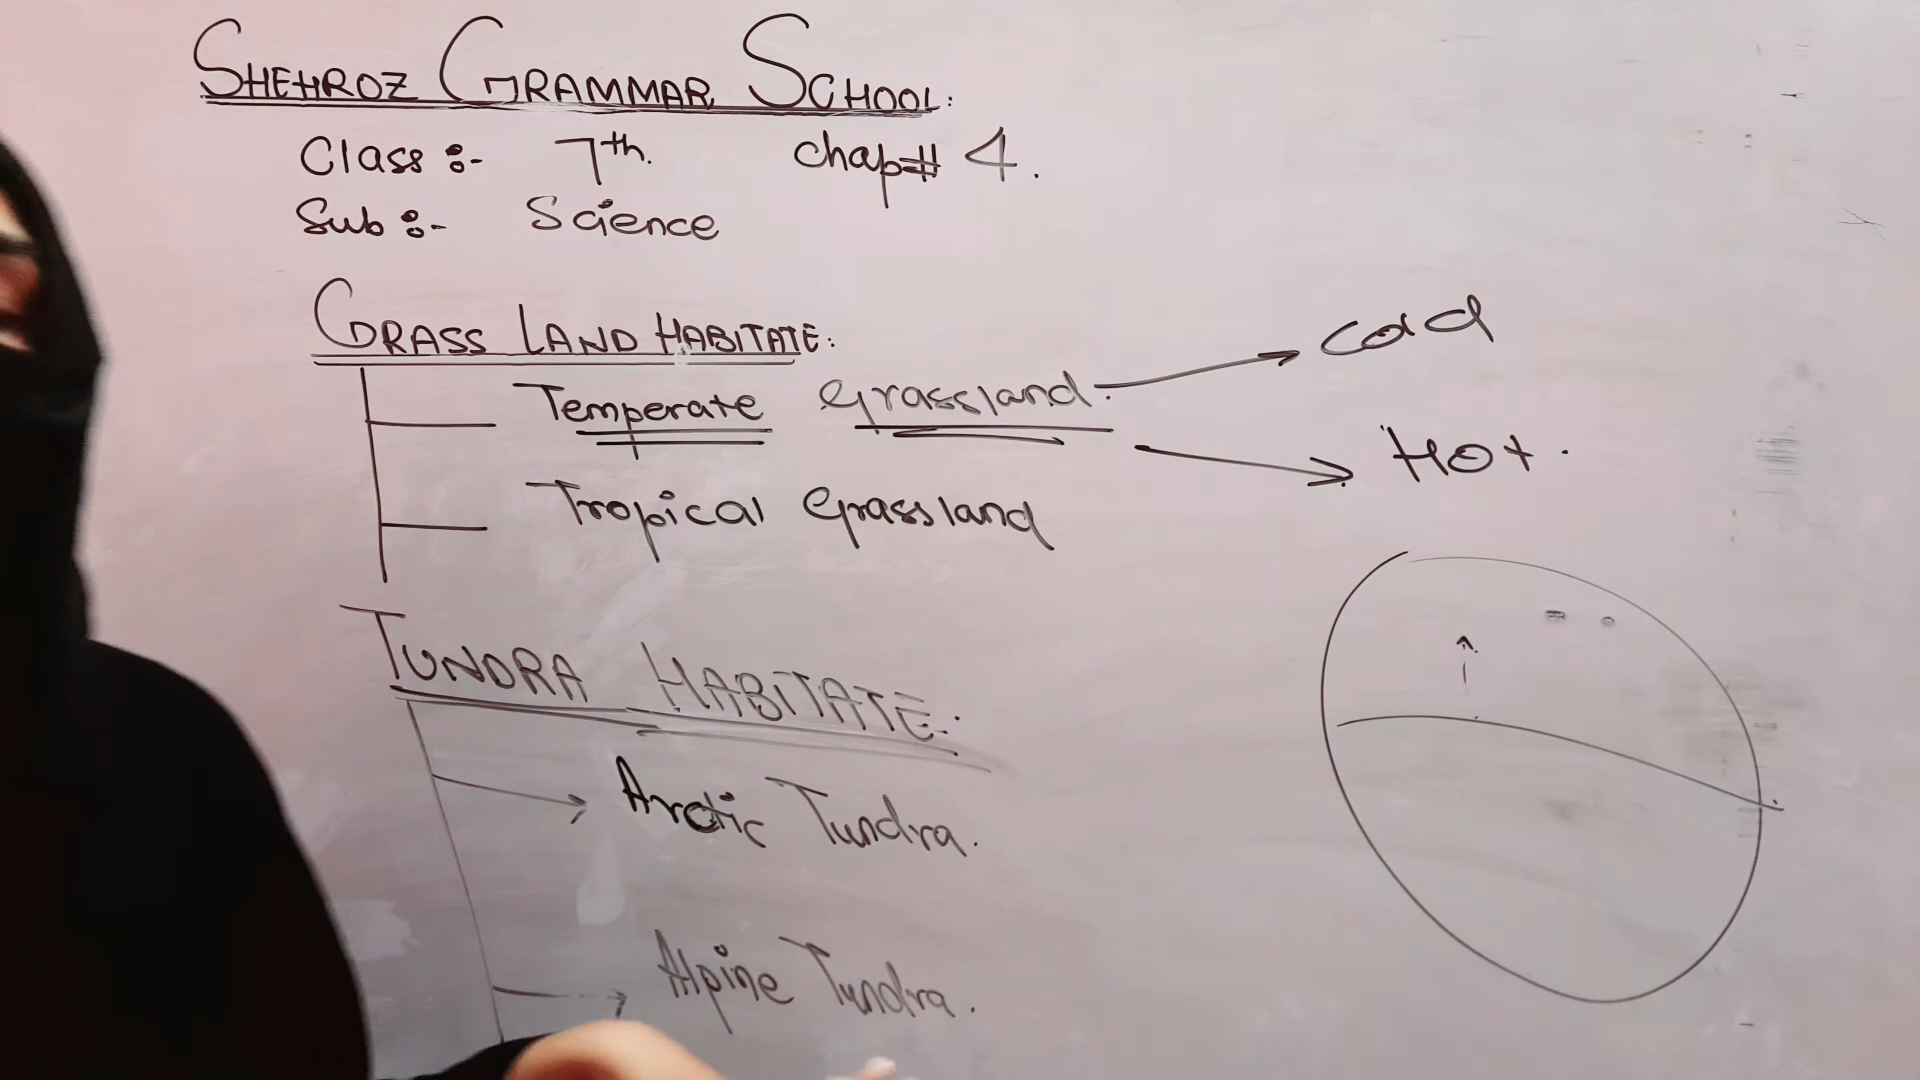 SHEHROZ GRAMMAR SCHOOL:
Class :- 7th. Chap# 4.
Sub :- Science
GRASS LAND HABITATE:
Temperate Grassland.
Cold
Hot.
Tropical Grassland
TUNDRA HABITATE:
Arctic Tundra.
Alpine Tundra.